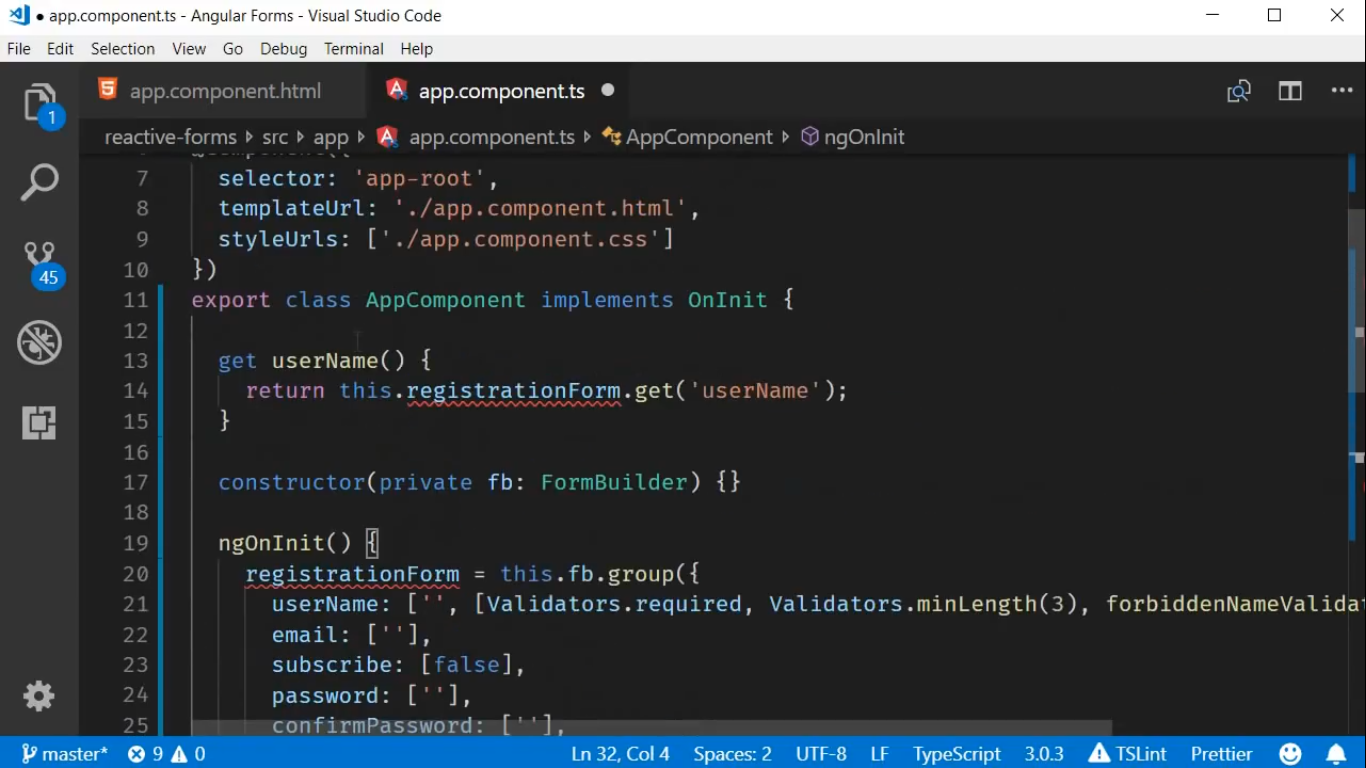 app.component.ts - Angular Forms - Visual Studio Code
File Edit Selection View Go Debug Terminal Help
app.component.html app.component.ts
1
reactive-forms src app app.component.ts AppComponent ngOnInit
7 selector: 'app-root',
8 templateUrl: './app.component.html',
9 styleUrls: ['./app.component.css']
10 })
11 export class AppComponent implements OnInit {
12
13 get userName() {
14 return this.registrationForm.get('userName');
15 }
16
17 constructor(private fb: FormBuilder) {}
18
19 ngOnInit() {
20 registrationForm = this.fb.group({
21 userName: ['', [Validators.required, Validators.minLength(3), forbiddenNameValidat
22 email: [''],
23 subscribe: [false],
24 password: [''],
25 confirmPassword: [''],
45
master* 9 0 Ln 32, Col 4 Spaces: 2 UTF-8 LF TypeScript 3.0.3 TSLint Prettier